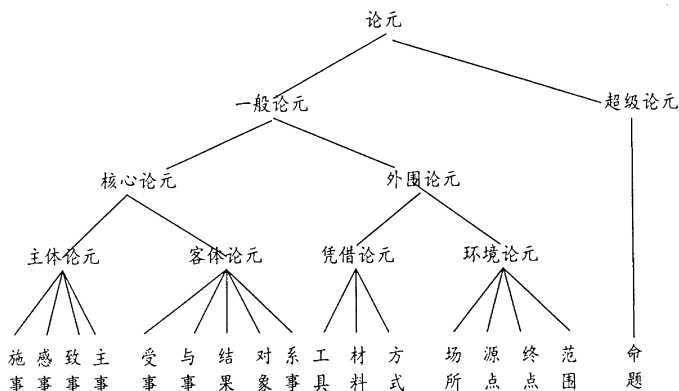 论元
一般论元 超级论元
核心论元 外围论元
主体论元 客体论元 凭借论元 环境论元
施事 感事 致事 主事 受事 与事 结果 对象 系事 工具 材料 方式 场所 源点 终点 范围 命题